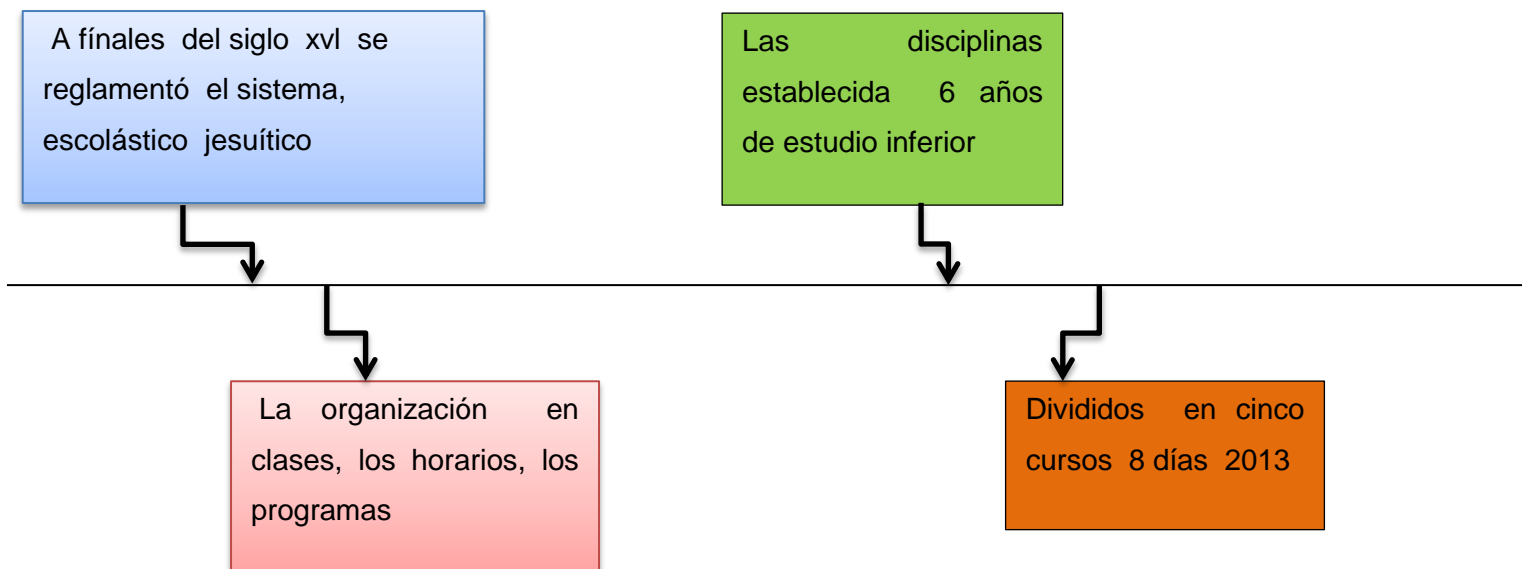 A fínales del siglo xvl se
reglamentó el sistema,
escolástico jesuítico
Las disciplinas
establecida 6 años
de estudio inferior
La organización en
clases, los horarios, los
programas
Divididos en cinco
cursos 8 días 2013